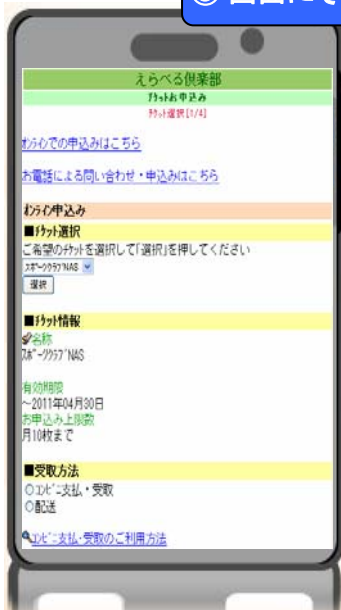 ③ 画面にて
えらべる倶楽部
ﾁｹｯﾄお申込み
ﾁｹｯﾄ選択[1/4]
ｵﾝﾗｲﾝでの申込みはこちら
お電話による問い合わせ・申込みはこちら
ｵﾝﾗｲﾝ申込み
■ﾁｹｯﾄ選択
ご希望のﾁｹｯﾄを選択して「選択」を押してください
ｽﾎﾟｰﾂｸﾗﾌﾞNAS
選択
■ﾁｹｯﾄ情報
名称
ｽﾎﾟｰﾂｸﾗﾌﾞNAS
有効期限
～2011年04月30日
お申込み上限数
月10枚まで
■受取方法
ｺﾝﾋﾞﾆ支払・受取
配送
ｺﾝﾋﾞﾆ支払・受取のご利用方法